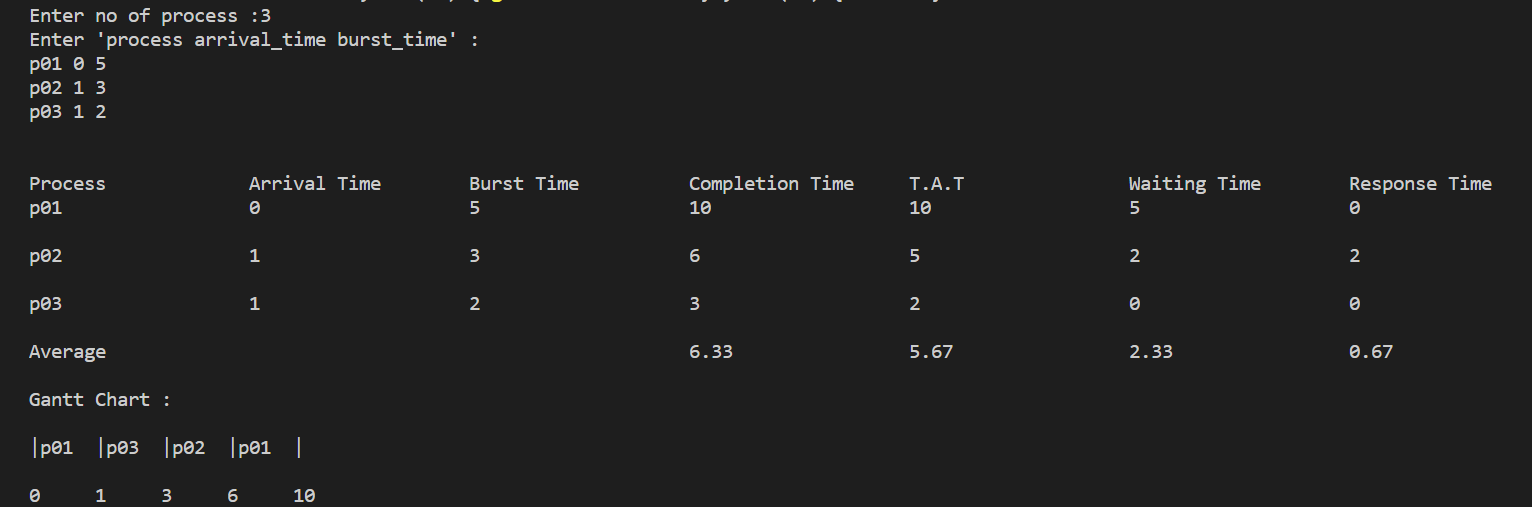 Enter no of process :3
Enter 'process arrival_time burst_time' :
p01 0 5
p02 1 3
p03 1 2
Process Arrival Time Burst Time Completion Time T.A.T Waiting Time Response Time
p01 0 5 10 10 5 0
p02 1 3 6 5 2 2
p03 1 2 3 2 0 0
Average 6.33 5.67 2.33 0.67
Gantt Chart :
|p01 |p03 |p02 |p01 |
0 1 3 6 10